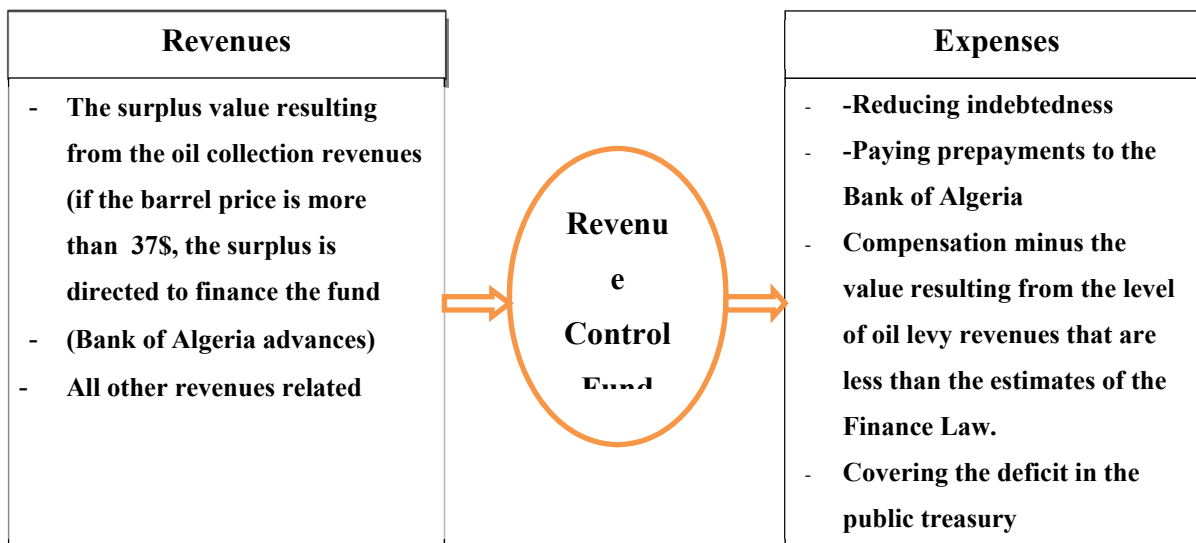 Revenues
- The surplus value resulting
from the oil collection revenues
(if the barrel price is more
than 37$, the surplus is
directed to finance the fund
- (Bank of Algeria advances)
- All other revenues related
Revenu
e
Control
Fund
Expenses
- -Reducing indebtedness
- -Paying prepayments to the
Bank of Algeria
- Compensation minus the
value resulting from the level
of oil levy revenues that are
less than the estimates of the
Finance Law.
- Covering the deficit in the
public treasury